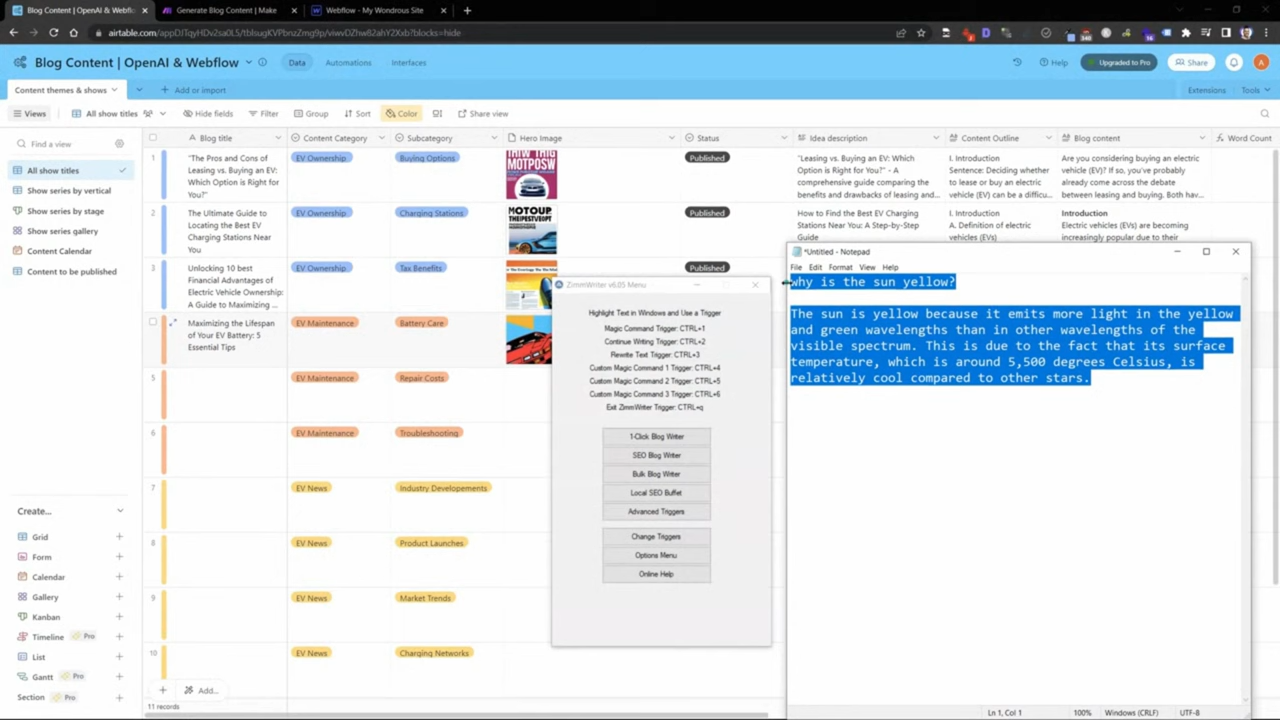 Blog Content | OpenAI & Webflo
Generate Blog Content | Make
Webflow - My Wondrous Site
airtable.com/
Blog Content | OpenAI & Webflow
Data
Automations
Interfaces
Help
Upgraded to Pro
Share
A
Content themes & shows
Add or import
Extensions
Tools
Views
All show titles
Hide fields
Filter
Group
Sort
Color
Share view
Find a view
All show titles
Show series by vertical
Show series by stage
Show series gallery
Content Calendar
Content to be published
Create...
Grid
Form
Calendar
Gallery
Kanban
Timeline Pro
List
Gantt Pro
Section Pro
Blog title
Content Category
Subcategory
Hero Image
Status
Idea description
Content Outline
Blog content
Word Count
1
"The Pros and Cons of
Leasing vs. Buying an EV:
Which Option is Right for
You?"
EV Ownership
Buying Options
Published
"Leasing vs. Buying an EV:
Which Option is Right for
You?" - A
comprehensive guide
comparing the
benefits and drawbacks of
leasing and...
I. Introduction
Sentence: Deciding whether
to lease or buy an electric
vehicle (EV) can be a difficu...
Are you considering buying an electric
vehicle (EV)? If so, you've probably
already come across the debate
between leasing and buying. Both hav...
2
The Ultimate Guide to
Locating the Best EV
Charging Stations Near
You
EV Ownership
Charging Stations
Published
How to Find the Best EV Charging
Stations Near You: A Step-by-Step
Guide
I. Introduction
A. Definition of electric
vehicles (EVs)
Introduction
Electric vehicles (EVs) are becoming
increasingly popular due to their
3
Unlocking 10 best
Financial Advantages of
Electric Vehicle Ownership:
A Guide to Maximizing ...
EV Ownership
Tax Benefits
Published
Maximizing the Lifespan
of Your EV Battery: 5
Essential Tips
EV Maintenance
Battery Care
5
EV Maintenance
Repair Costs
6
EV Maintenance
Troubleshooting
7
EV News
Industry Developements
8
EV News
Product Launches
9
EV News
Market Trends
10
EV News
Charging Networks
Add...
11 records
ZimmWriter v6.05 Menu
Highlight Text in Windows and Use a Trigger
Magic Command Trigger: CTRL+1
Continue Writing Trigger: CTRL+2
Rewrite Text Trigger: CTRL+3
Custom Magic Command 1 Trigger: CTRL+4
Custom Magic Command 2 Trigger: CTRL+5
Custom Magic Command 3 Trigger: CTRL+6
Exit ZimmWriter Trigger: CTRL+q
1-Click Blog Writer
SEO Blog Writer
Bulk Blog Writer
Local SEO Buffet
Advanced Triggers
Change Triggers
Options Menu
Online Help
*Untitled - Notepad
File Edit Format View Help
why is the sun yellow?
The sun is yellow because it emits more light in the yellow
and green wavelengths than in other wavelengths of the
visible spectrum. This is due to the fact that its surface
temperature, which is around 5,500 degrees Celsius, is
relatively cool compared to other stars.
Ln 1, Col 1
100%
Windows (CRLF)
UTF-8